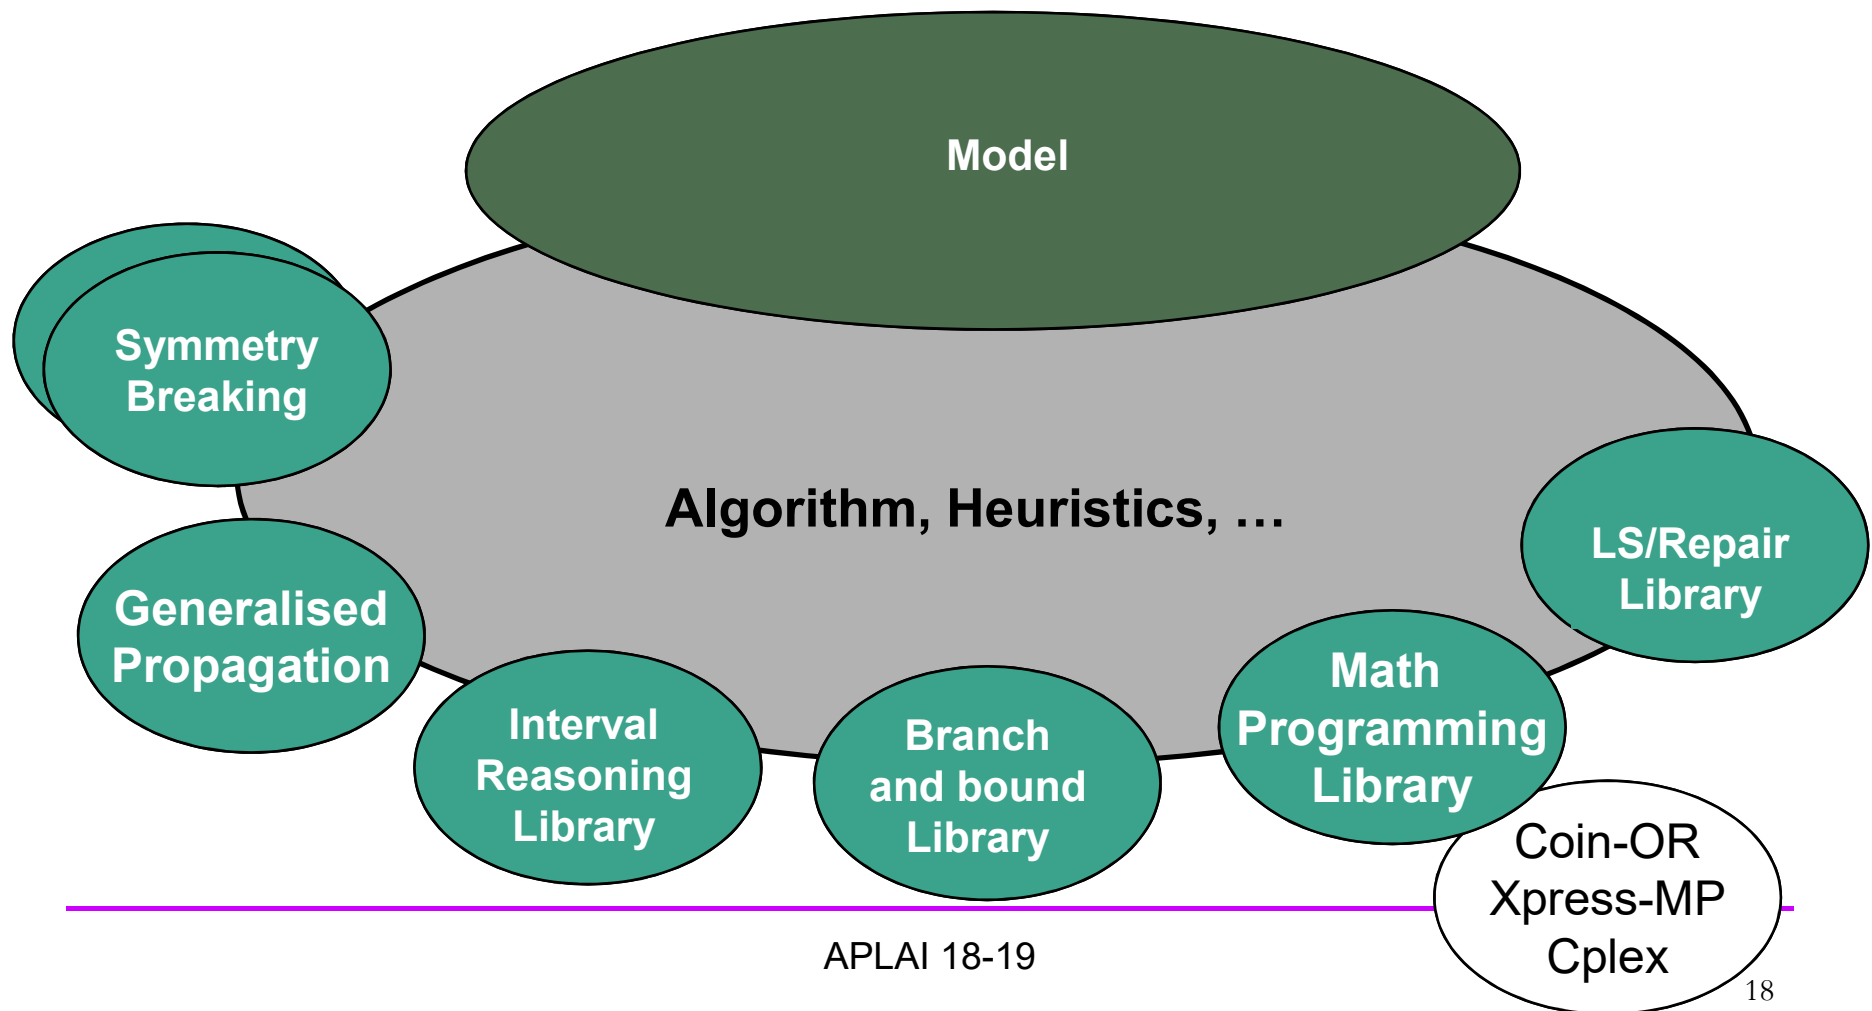 Model
Symmetry
Breaking
Algorithm, Heuristics, …
LS/Repair
Library
Generalised
Propagation
Interval
Reasoning
Library
Branch
and bound
Library
Math
Programming
Library
Coin-OR
Xpress-MP
Cplex
APLAI 18-19
18